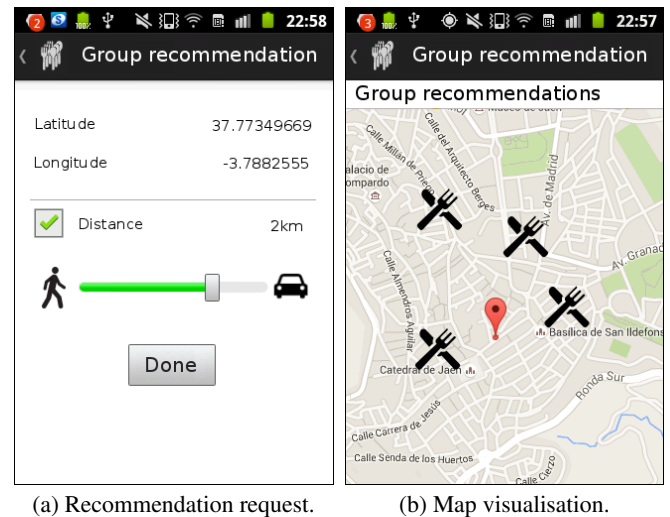 22:58
Group recommendation
Latitude 37.77349669
Longitude -3.7882555
Distance 2km
Done
(a) Recommendation request.
22:57
Group recommendation
Group recommendations
Calle Millán de Priego
Calle del Arquitecto Berges
Av. de Madrid
alacio de
ompardo
Av. Granad
Calle Almendros Aguilar
Basílica de San Ildefons
Catedral de Jaén
Ronda Sur
Calle Carrera de Jesús
Calle Senda de los Huertos
Calle Cierzo
(b) Map visualisation.